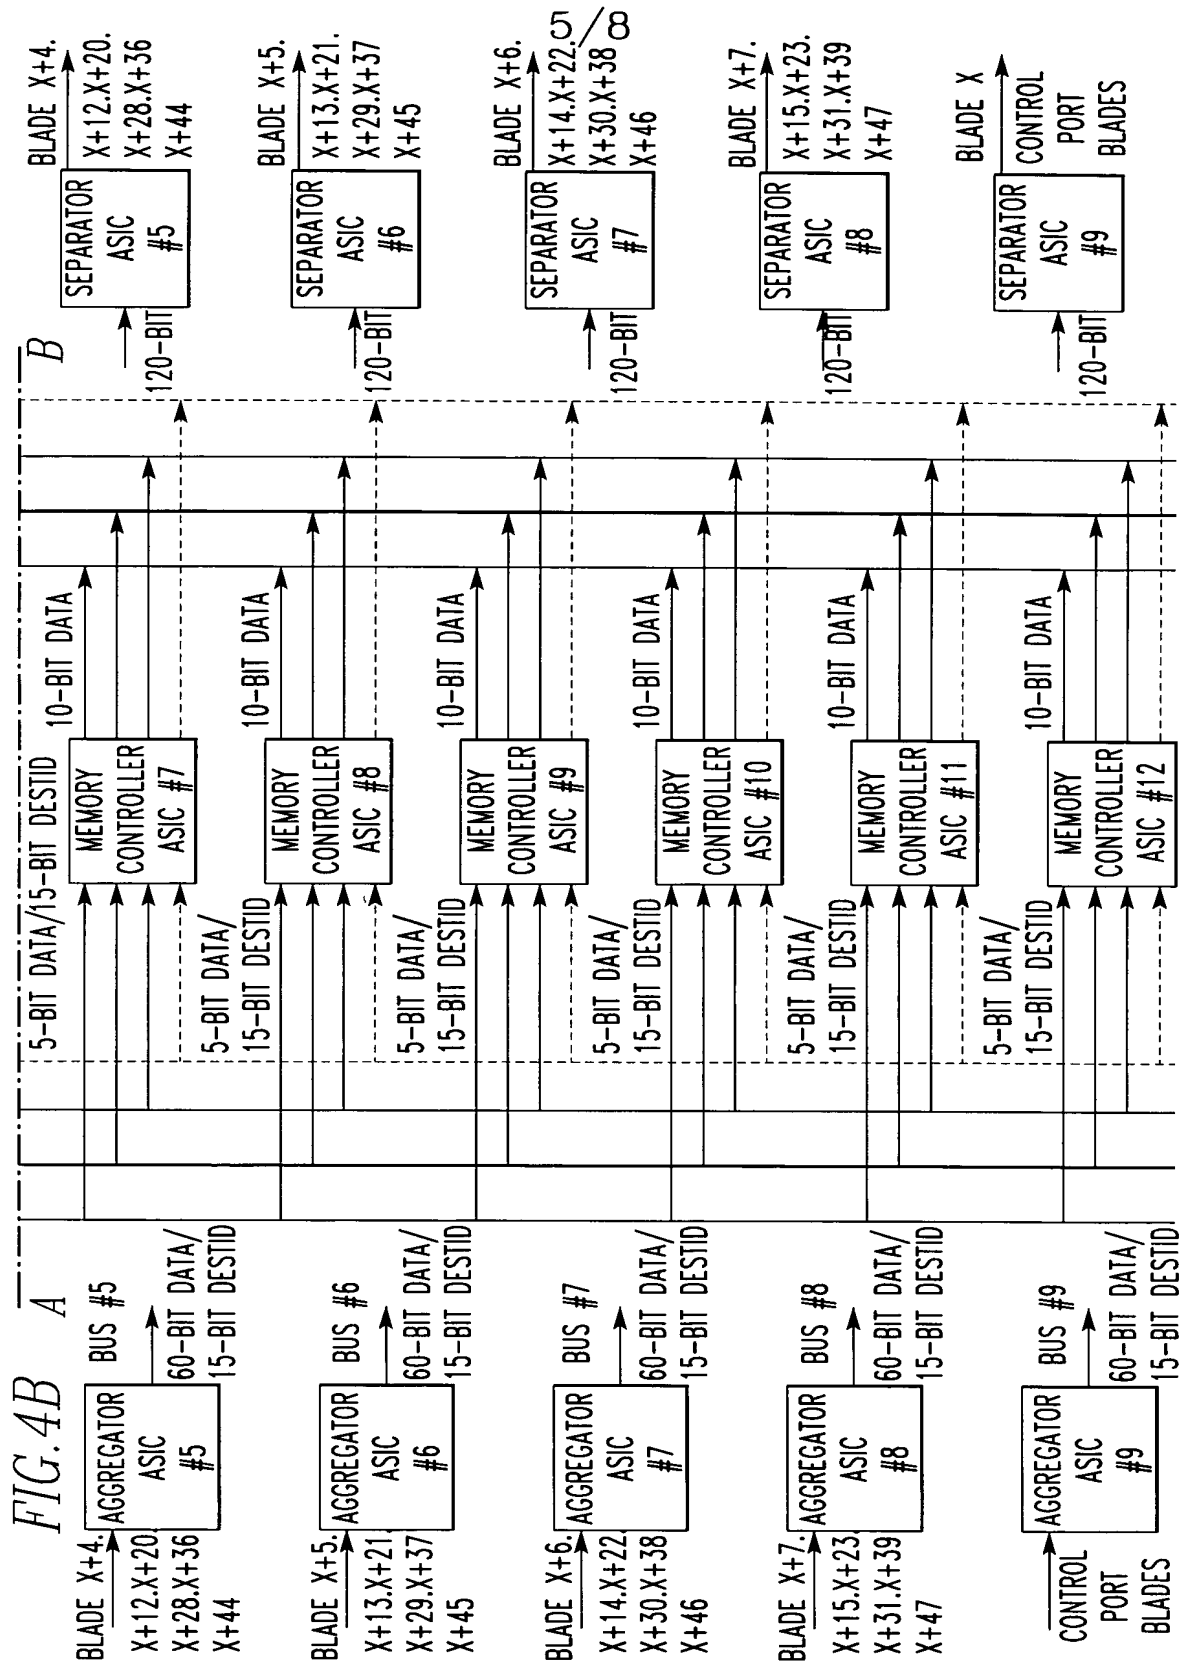 5/8
FIG. 4B
A
B
BLADE X+4.
X+12.X+20.
X+28.X+36
X+44
AGGREGATOR
ASIC
#5
BUS #5
60-BIT DATA/
15-BIT DESTID
BLADE X+5.
X+13.X+21.
X+29.X+37
X+45
AGGREGATOR
ASIC
#6
BUS #6
60-BIT DATA/
15-BIT DESTID
BLADE X+6.
X+14.X+22.
X+30.X+38
X+46
AGGREGATOR
ASIC
#7
BUS #7
60-BIT DATA/
15-BIT DESTID
BLADE X+7.
X+15.X+23.
X+31.X+39
X+47
AGGREGATOR
ASIC
#8
BUS #8
60-BIT DATA/
15-BIT DESTID
CONTROL
PORT
BLADES
AGGREGATOR
ASIC
#9
BUS #9
60-BIT DATA/
15-BIT DESTID
5-BIT DATA/15-BIT DESTID
MEMORY
CONTROLLER
ASIC #7
10-BIT DATA
5-BIT DATA/
15-BIT DESTID
MEMORY
CONTROLLER
ASIC #8
10-BIT DATA
5-BIT DATA/
15-BIT DESTID
MEMORY
CONTROLLER
ASIC #9
10-BIT DATA
5-BIT DATA/
15-BIT DESTID
MEMORY
CONTROLLER
ASIC #10
10-BIT DATA
5-BIT DATA/
15-BIT DESTID
MEMORY
CONTROLLER
ASIC #11
10-BIT DATA
5-BIT DATA/
15-BIT DESTID
MEMORY
CONTROLLER
ASIC #12
10-BIT DATA
120-BIT
SEPARATOR
ASIC
#5
BLADE X+4.
X+12.X+20.
X+28.X+36
X+44
120-BIT
SEPARATOR
ASIC
#6
BLADE X+5.
X+13.X+21.
X+29.X+37
X+45
120-BIT
SEPARATOR
ASIC
#7
BLADE X+6.
X+14.X+22.
X+30.X+38
X+46
120-BIT
SEPARATOR
ASIC
#8
BLADE X+7.
X+15.X+23.
X+31.X+39
X+47
120-BIT
SEPARATOR
ASIC
#9
BLADE X
CONTROL
PORT
BLADES